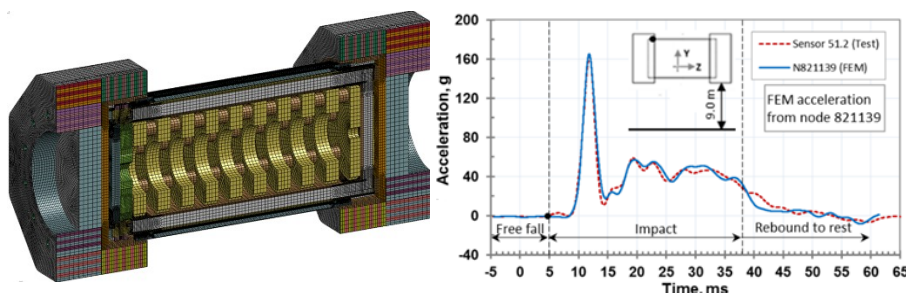 200
160
120
80
40
0
-40
Acceleration, g
Sensor 51.2 (Test)
N821139 (FEM)
FEM acceleration
from node 821139
Y
Z
9.0 m
Free fall
Impact
Rebound to rest
-5 0 5 10 15 20 25 30 35 40 45 50 55 60 65
Time, ms